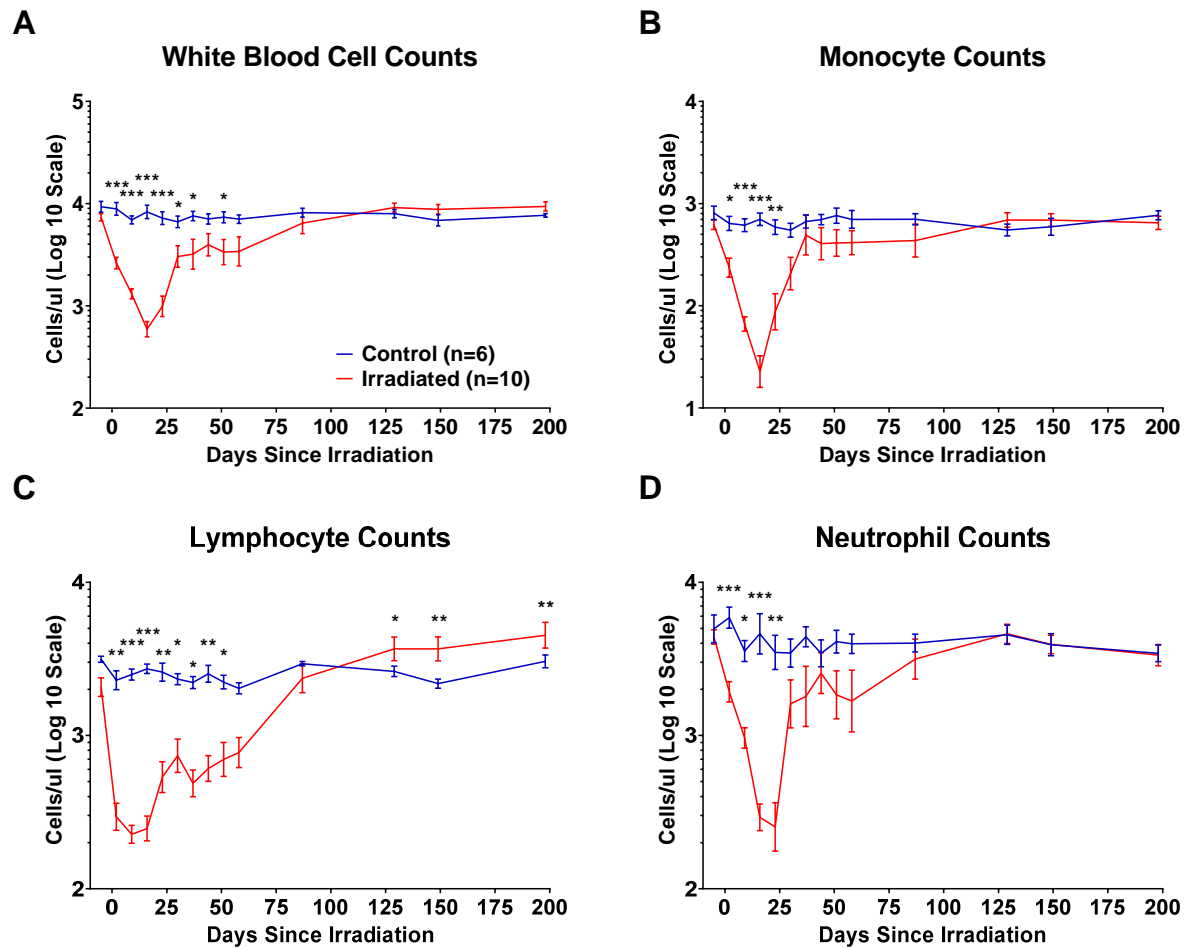 A
White Blood Cell Counts
5
4
3
2
Cells/ul (Log 10 Scale)
***
***
***
***
*
*
*
Control (n=6)
Irradiated (n=10)
0 25 50 75 100 125 150 175 200
Days Since Irradiation
B
Monocyte Counts
4
3
2
1
Cells/ul (Log 10 Scale)
*
***
***
**
0 25 50 75 100 125 150 175 200
Days Since Irradiation
C
Lymphocyte Counts
4
3
2
Cells/ul (Log 10 Scale)
**
***
***
**
*
*
**
*
*
**
**
0 25 50 75 100 125 150 175 200
Days Since Irradiation
D
Neutrophil Counts
4
3
2
Cells/ul (Log 10 Scale)
***
*
***
**
0 25 50 75 100 125 150 175 200
Days Since Irradiation